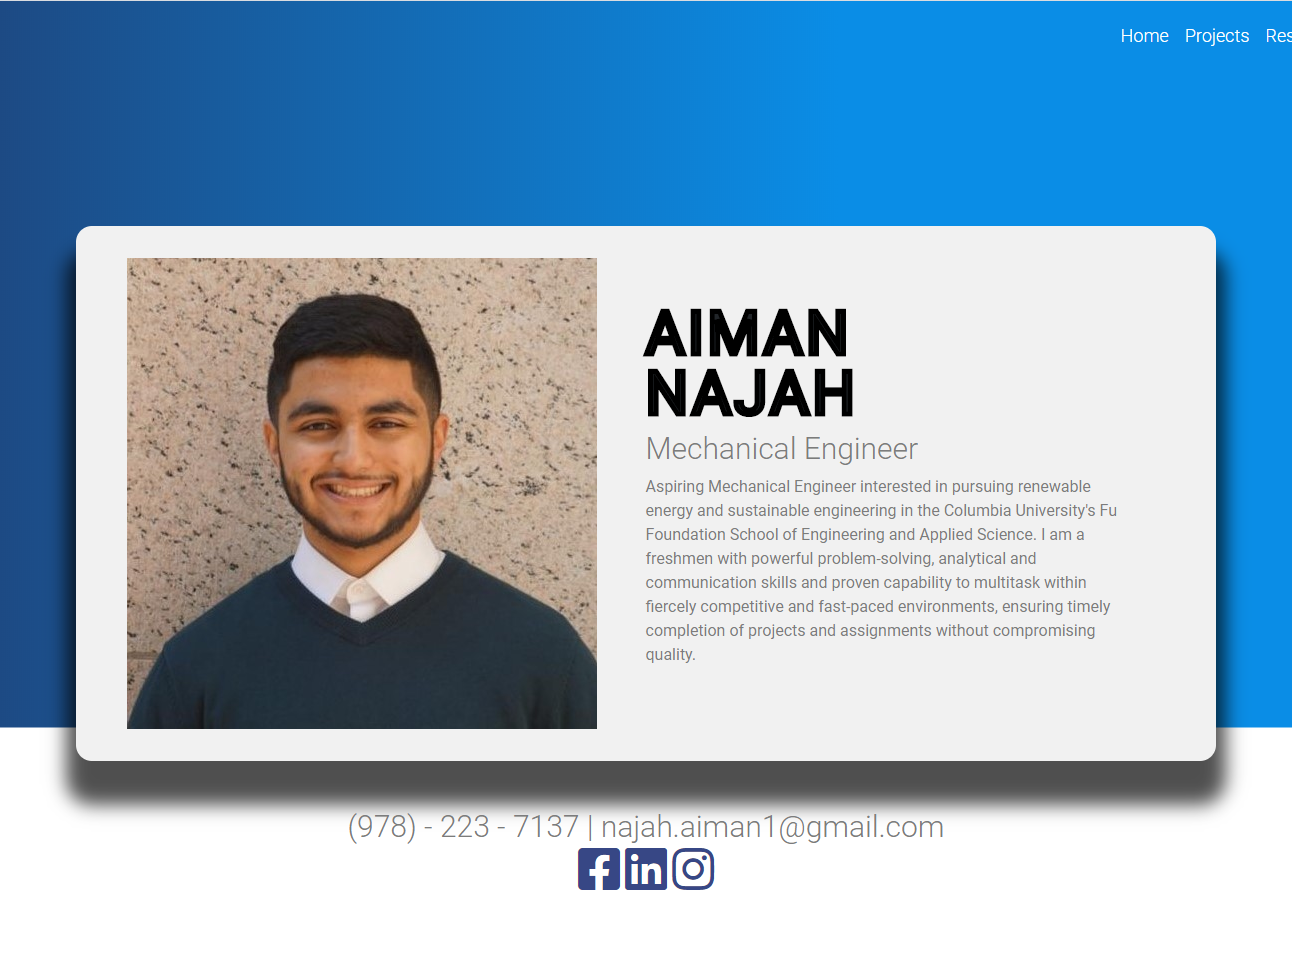 Home Projects
AIMAN
NAJAH
Mechanical Engineer
Aspiring Mechanical Engineer interested in pursuing renewable
energy and sustainable engineering in the Columbia University's Fu
Foundation School of Engineering and Applied Science. I am a
freshmen with powerful problem-solving, analytical and
communication skills and proven capability to multitask within
fiercely competitive and fast-paced environments, ensuring timely
completion of projects and assignments without compromising
quality.
(978) - 223 - 7137 | najah.aiman1@gmail.com